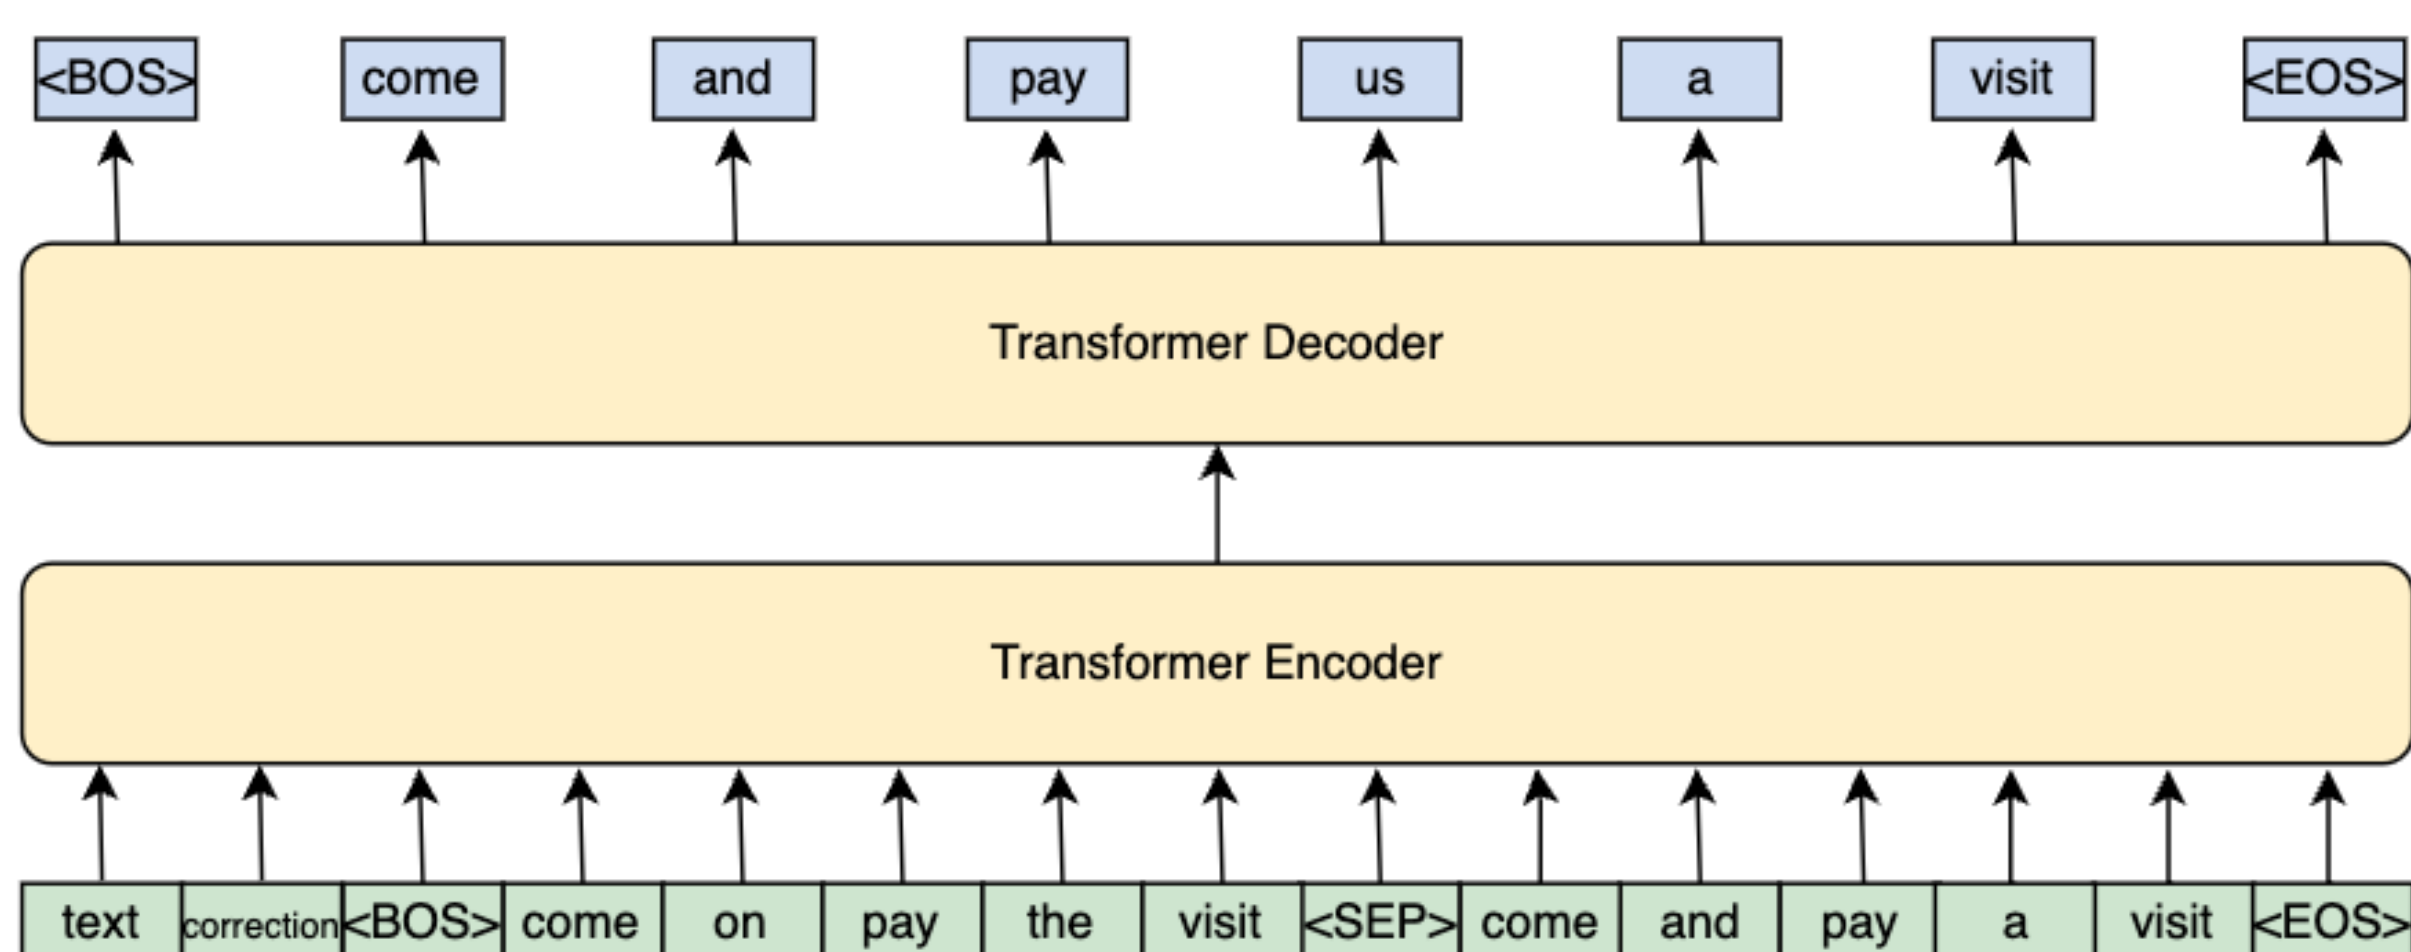 <BOS> come and pay us a visit <EOS>
Transformer Decoder
Transformer Encoder
text correction <BOS> come on pay the visit <SEP> come and pay a visit <EOS>